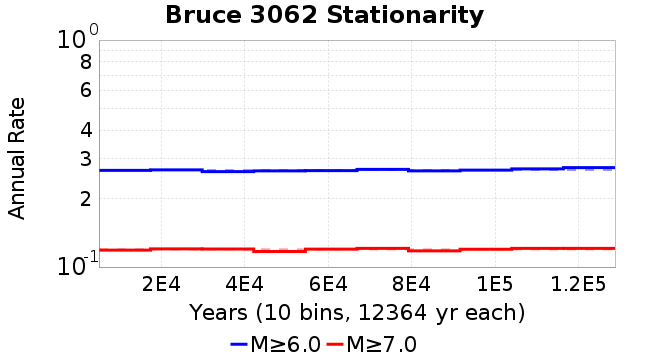 Bruce 3062 Stationarity
10^0
8
6
4
3
2
10^-1
Annual Rate
2E4 4E4 6E4 8E4 1E5 1.2E5
Years (10 bins, 12364 yr each)
M≥6.0 M≥7.0